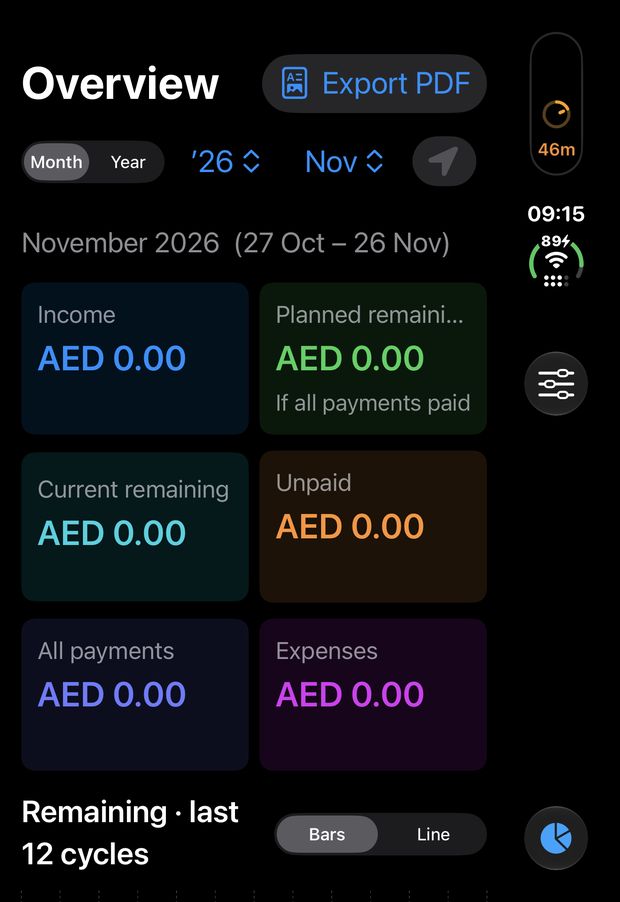 Overview
Export PDF
46m
Month
Year
'26
Nov
09:15
89
November 2026 (27 Oct – 26 Nov)
Income
AED 0.00
Planned remaini...
AED 0.00
If all payments paid
Current remaining
AED 0.00
Unpaid
AED 0.00
All payments
AED 0.00
Expenses
AED 0.00
Remaining · last
12 cycles
Bars
Line